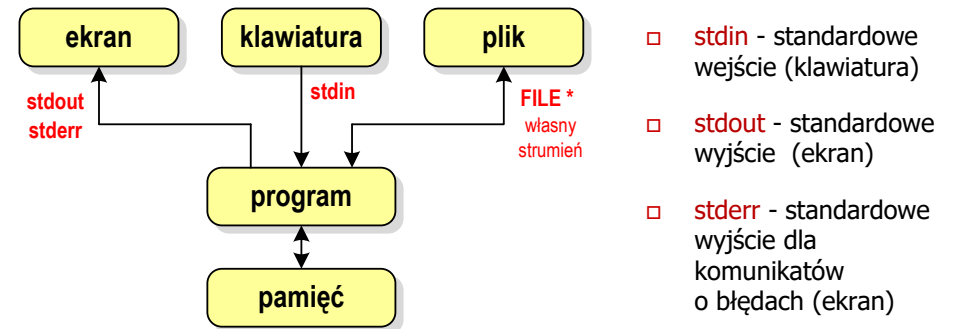 ekran
klawiatura
plik
stdout
stderr
stdin
FILE *
własny
strumień
program
pamięć
stdin - standardowe
wejście (klawiatura)
stdout - standardowe
wyjście (ekran)
stderr - standardowe
wyjście dla
komunikatów
o błędach (ekran)